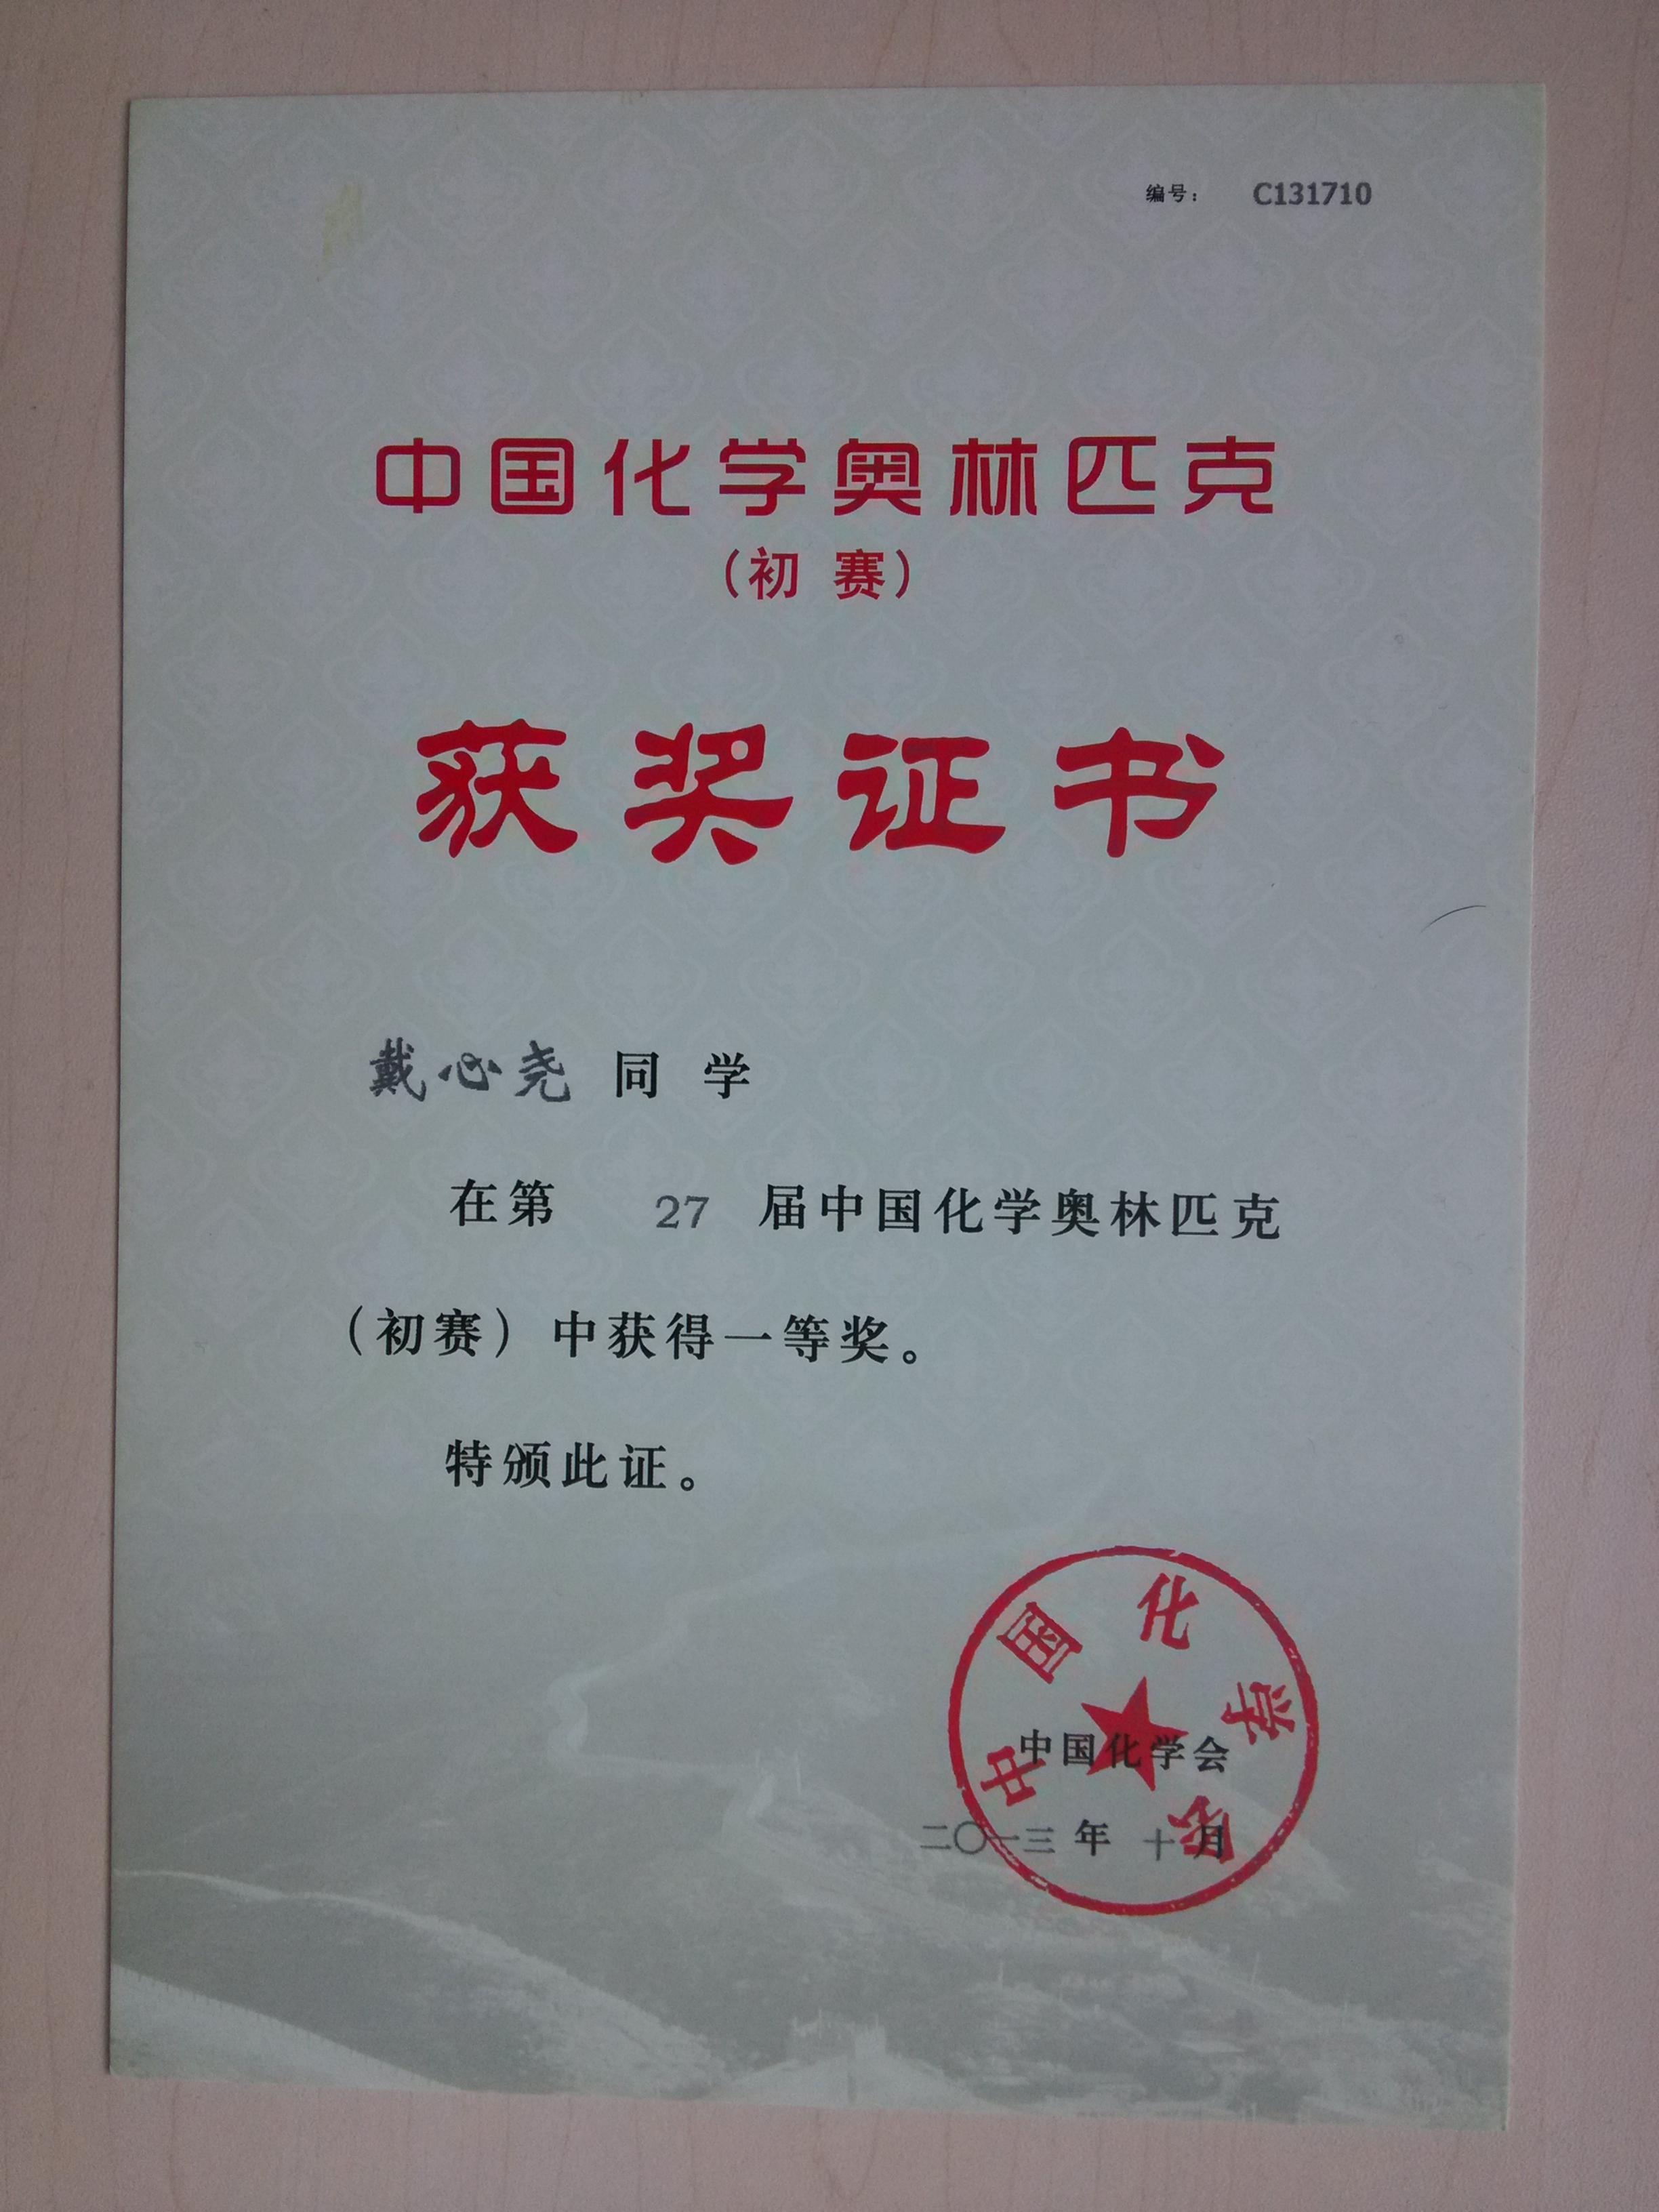 编号： C131710
中国化学奥林匹克
（初 赛）
获奖证书
戴心尧 同 学
在第 27 届中国化学奥林匹克
（初赛）中获得一等奖。
特颁此证。
中国化学会
中国化学会
二〇一三 年 十 月